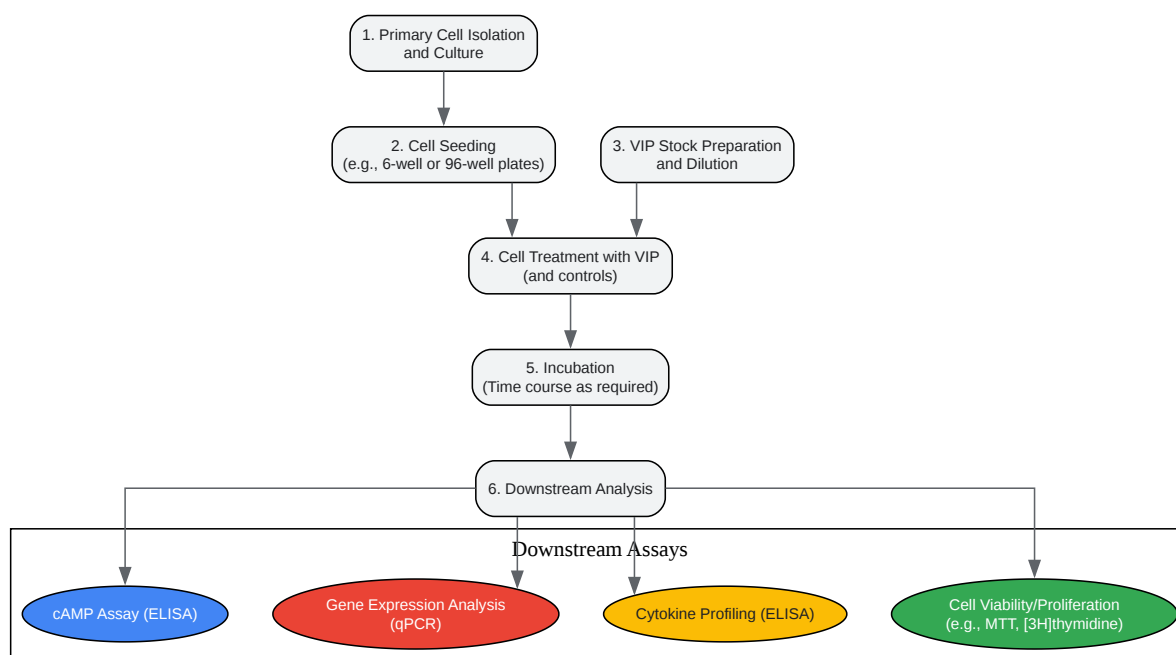 1. Primary Cell Isolation
and Culture
2. Cell Seeding
(e.g., 6-well or 96-well plates)
3. VIP Stock Preparation
and Dilution
4. Cell Treatment with VIP
(and controls)
5. Incubation
(Time course as required)
6. Downstream Analysis
Downstream Assays
cAMP Assay (ELISA)
Gene Expression Analysis
(qPCR)
Cytokine Profiling (ELISA)
Cell Viability/Proliferation
(e.g., MTT, [3H]thymidine)